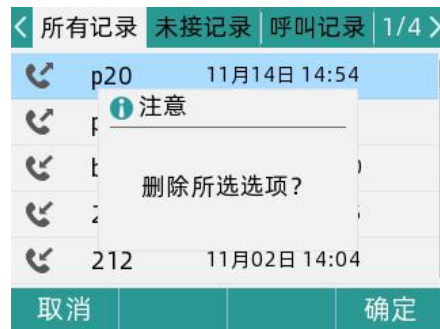 所有记录 未接记录 呼叫记录 1/4
p20 11月14日 14:54
注意
删除所选选项?
212 11月02日 14:04
取消 确定